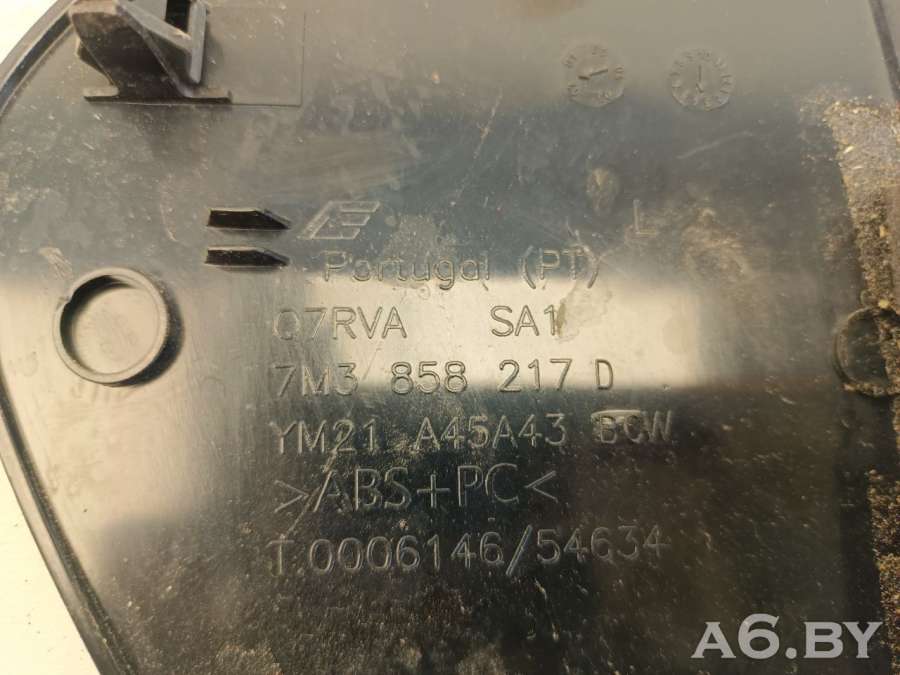 L
Portugal (PT)
07RVA SA1
7M3 858 217 D
YM21 A45A43 BCW
>ABS+PC<
T.0006146/54634
A6.BY